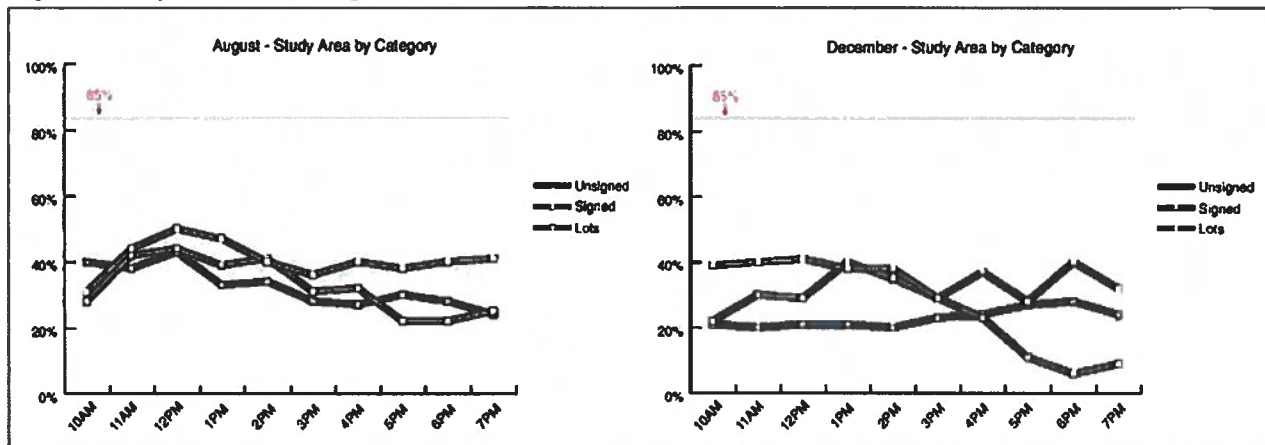 August - Study Area by Category
100%
85%
80%
60%
40%
20%
0%
Unsigned
Signed
Lots
10AM
11AM
12PM
1PM
2PM
3PM
4PM
5PM
6PM
7PM
December - Study Area by Category
100%
85%
80%
60%
40%
20%
0%
Unsigned
Signed
Lots
10AM
11AM
12PM
1PM
2PM
3PM
4PM
5PM
6PM
7PM